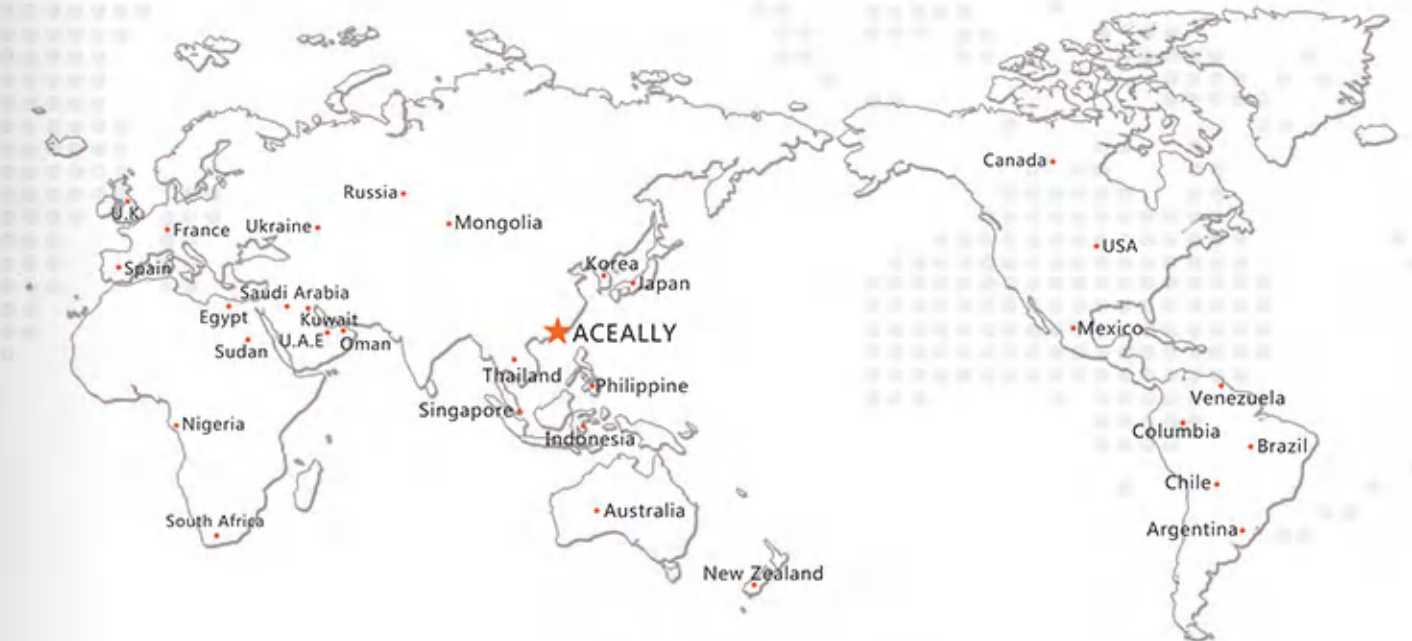 Canada
Russia
U.K.
Mongolia
France
Ukraine
USA
Korea
Spain
Japan
Saudi Arabia
Egypt
Kuwait
Mexico
ACEALLY
U.A.E
Oman
Sudan
Thailand
Philippine
Venezuela
Singapore
Nigeria
Columbia
Indonesia
Brazil
Chile
Australia
South Africa
Argentina
New Zealand